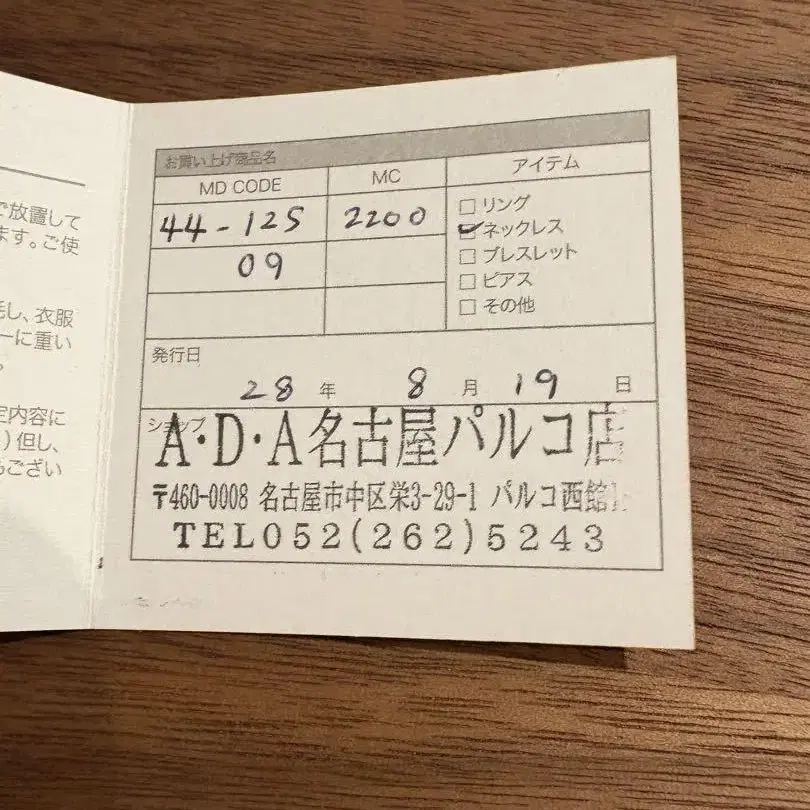 で放置して
ます。ご使
し、衣服
ーに重い
定内容に
)但し、
ござい
お買い上げ商品名
MD CODE MC アイテム
44-125 2200
09
リング
ネックレス
ブレスレット
ピアス
その他
発行日
28 年 8 月 19 日
ショップ
A・D・A名古屋パルコ店
〒460-0008 名古屋市中区栄3-29-1 パルコ西館
TEL052(262)5243